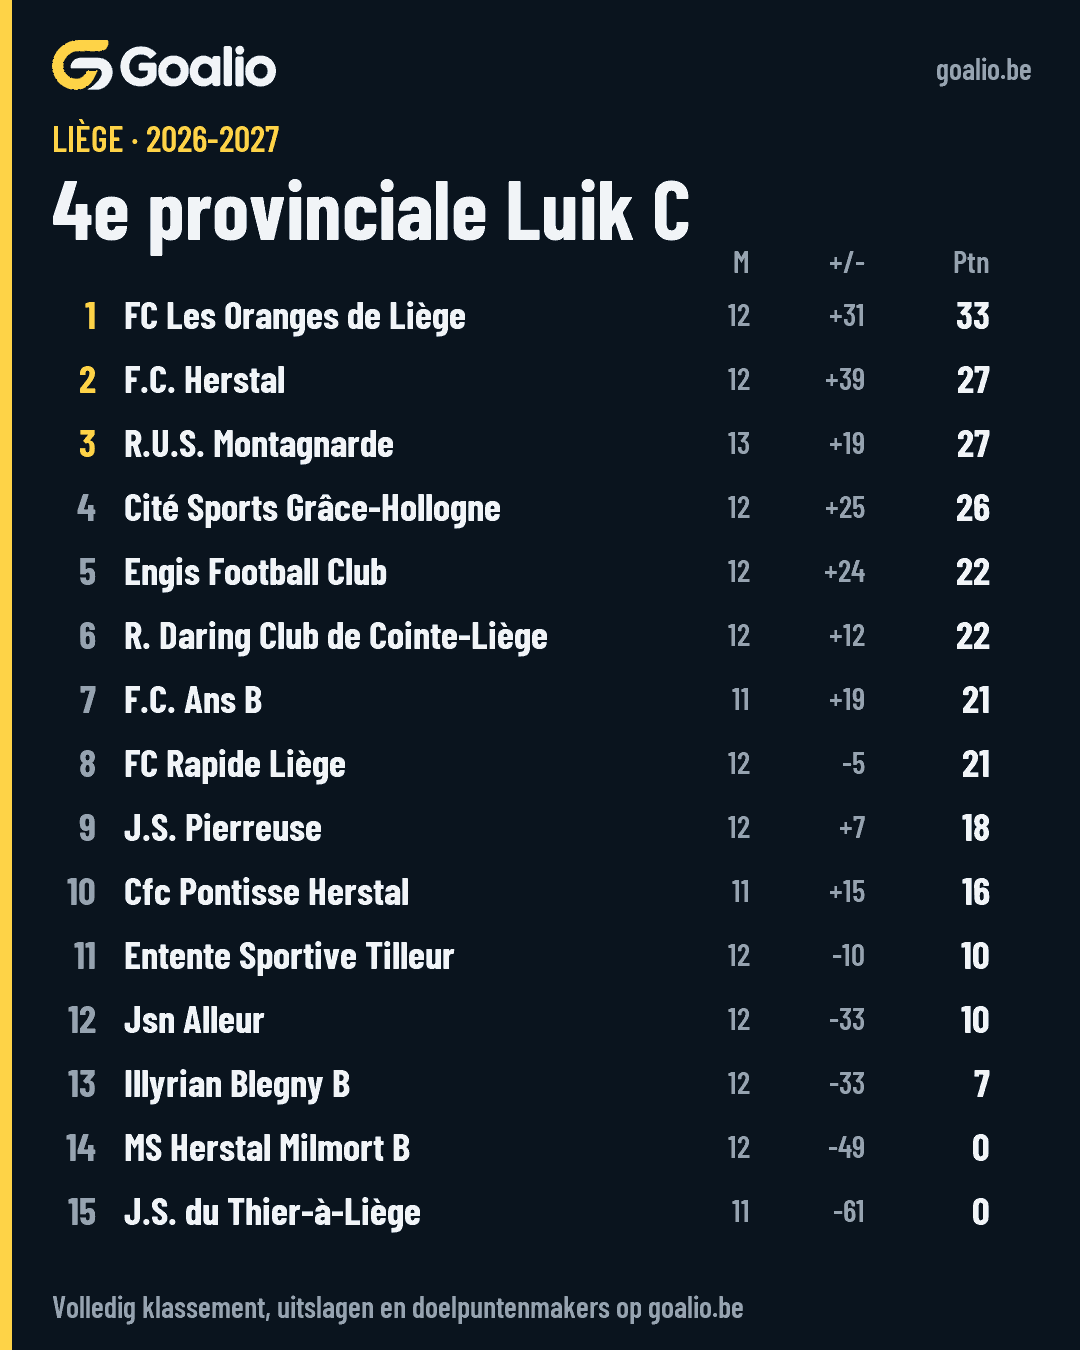 Goalio
goalio.be
LIÈGE · 2026-2027
4e provinciale Luik C
M +/- Ptn
1 FC Les Oranges de Liège 12 +31 33
2 F.C. Herstal 12 +39 27
3 R.U.S. Montagnarde 13 +19 27
4 Cité Sports Grâce-Hollogne 12 +25 26
5 Engis Football Club 12 +24 22
6 R. Daring Club de Cointe-Liège 12 +12 22
7 F.C. Ans B 11 +19 21
8 FC Rapide Liège 12 -5 21
9 J.S. Pierreuse 12 +7 18
10 Cfc Pontisse Herstal 11 +15 16
11 Entente Sportive Tilleur 12 -10 10
12 Jsn Alleur 12 -33 10
13 Illyrian Blegny B 12 -33 7
14 MS Herstal Milmort B 12 -49 0
15 J.S. du Thier-à-Liège 11 -61 0
Volledig klassement, uitslagen en doelpuntenmakers op goalio.be